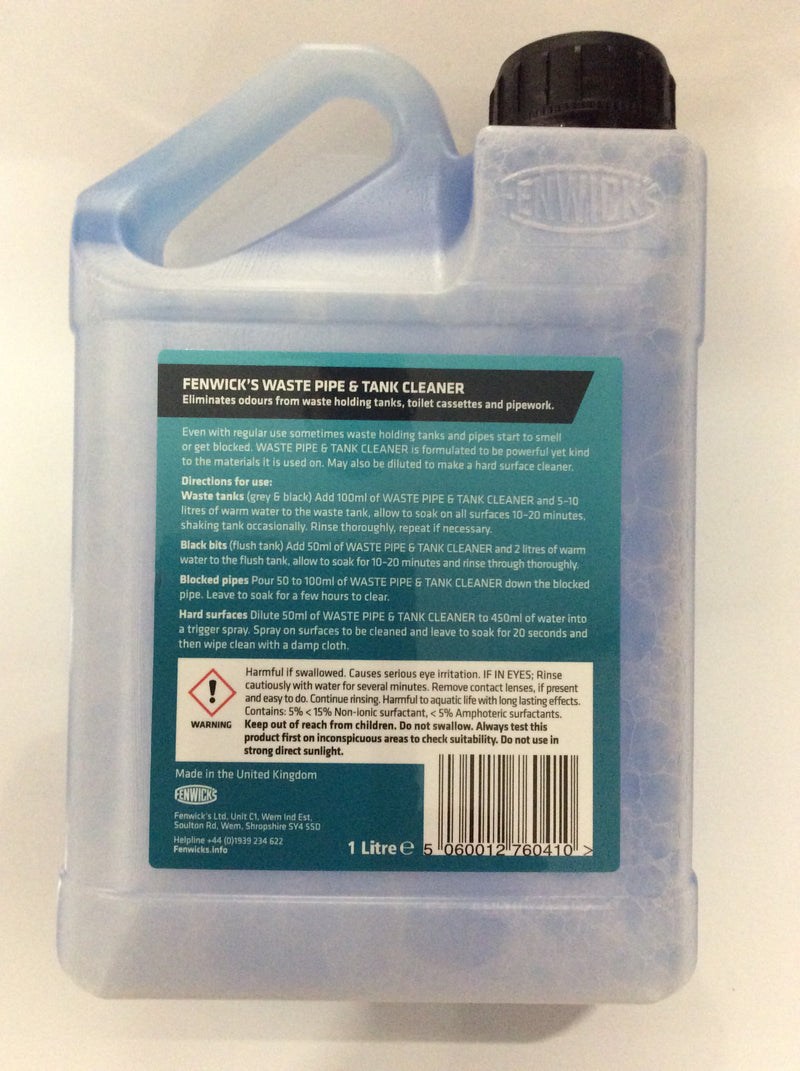 FENWICK'S
FENWICK'S WASTE PIPE & TANK CLEANER
Eliminates odours from waste holding tanks, toilet cassettes and pipework.
Even with regular use sometimes waste holding tanks and pipes start to smell
or get blocked. WASTE PIPE & TANK CLEANER is formulated to be powerful yet kind
to the materials it is used on. May also be diluted to make a hard surface cleaner.
Directions for use:
Waste tanks (grey & black) Add 100ml of WASTE PIPE & TANK CLEANER and 5-10
litres of warm water to the waste tank, allow to soak on all surfaces 10-20 minutes,
shaking tank occasionally. Rinse thoroughly, repeat if necessary.
Black bits (flush tank) Add 50ml of WASTE PIPE & TANK CLEANER and 2 litres of warm
water to the flush tank, allow to soak for 10-20 minutes and rinse through thoroughly.
Blocked pipes Pour 50 to 100ml of WASTE PIPE & TANK CLEANER down the blocked
pipe. Leave to soak for a few hours to clear.
Hard surfaces Dilute 50ml of WASTE PIPE & TANK CLEANER to 450ml of water into
a trigger spray. Spray on surfaces to be cleaned and leave to soak for 20 seconds and
then wipe clean with a damp cloth.
WARNING
Harmful if swallowed. Causes serious eye irritation. IF IN EYES; Rinse
cautiously with water for several minutes. Remove contact lenses, if present
and easy to do. Continue rinsing. Harmful to aquatic life with long lasting effects.
Contains: 5% < 15% Non-ionic surfactant, < 5% Amphoteric surfactants.
Keep out of reach from children. Do not swallow. Always test this
product first on inconspicuous areas to check suitability. Do not use in
strong direct sunlight.
Made in the United Kingdom
FENWICK'S
Fenwick's Ltd, Unit C1, Wem Ind Est,
Soulton Rd, Wem, Shropshire SY4 5SD
Helpline +44 (0)1939 234 622
Fenwicks.info
1 Litre ℮
5 060012 760410 >